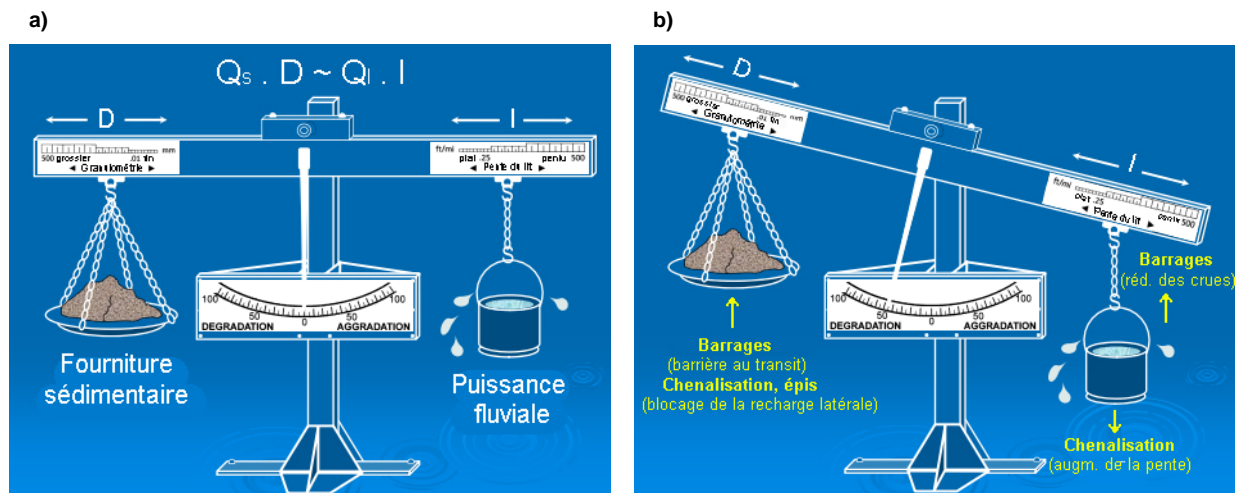 a)
Qs . D ~ Ql . I
D
I
500 grossier .01 fin mm
◄ Granulométrie ►
ft/mi plat .25 pentu 500
◄ Pente du lit ►
100 50 0 100
DEGRADATION 50 AGGRADATION
Fourniture
sédimentaire
Puissance
fluviale
b)
D
500 grossier .01 fin mm
◄ Granulométrie ►
I
ft/mi plat .25 500
◄ Pente du lit ►
100 50 0 50 100
DEGRADATION AGGRADATION
Barrages
(réd. des crues)
Barrages
(barrière au transit)
Chenalisation, épis
(blocage de la recharge latérale)
Chenalisation
(augm. de la pente)